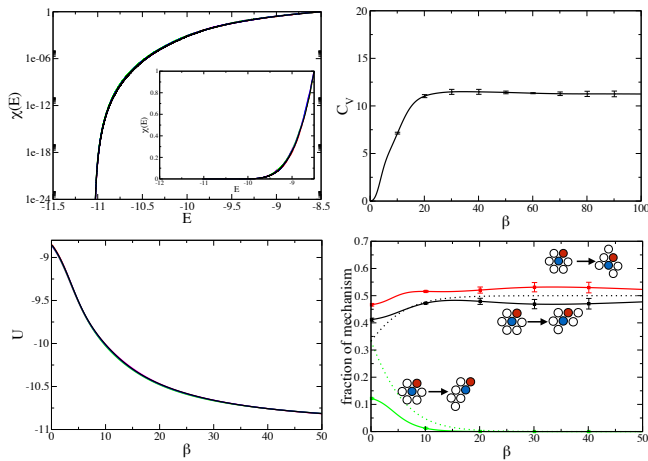 1
1e-06
1e-12
1e-18
1e-24
χ(E)
-11.5 -11 -10.5 -10 -9.5 -9 -8.5
E
1
0.8
0.6
0.4
0.2
0
χ(E)
-12 -11 -10 -9
E
20
15
10
5
0
C_V
0 20 40 60 80 100
β
-9
-9.5
-10
-10.5
-11
U
0 10 20 30 40 50
β
0.7
0.6
0.5
0.4
0.3
0.2
0.1
0
fraction of mechanism
0 10 20 30 40 50
β